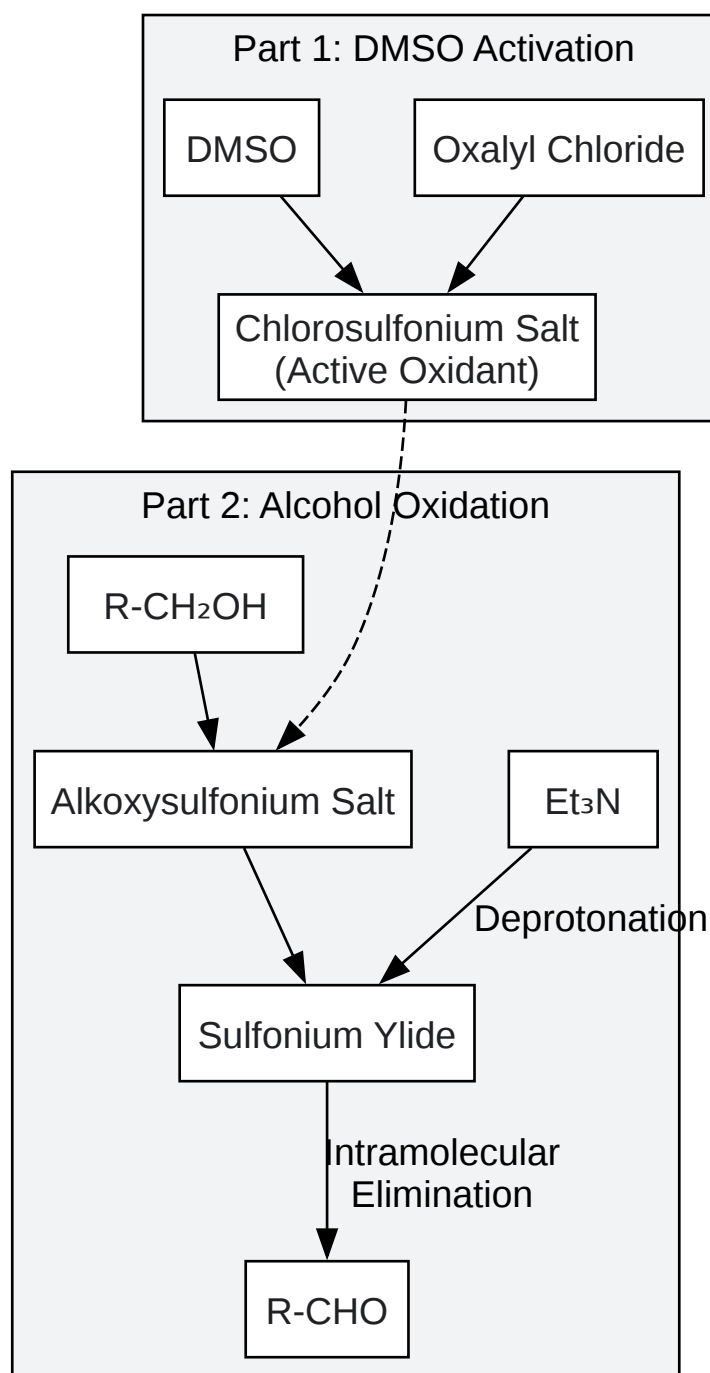 Part 1: DMSO Activation
DMSO
Oxalyl Chloride
Chlorosulfonium Salt
(Active Oxidant)
Part 2: Alcohol Oxidation
R-CH₂OH
Alkoxysulfonium Salt
Et₃N
Deprotonation
Sulfonium Ylide
Intramolecular
Elimination
R-CHO